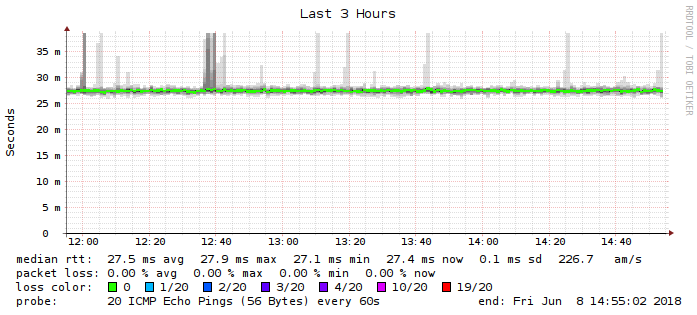 Last 3 Hours
RRDTOOL / TOBI OETIKER
Seconds
35 m
30 m
25 m
20 m
15 m
10 m
5 m
0
12:00 12:20 12:40 13:00 13:20 13:40 14:00 14:20 14:40
median rtt: 27.5 ms avg 27.9 ms max 27.1 ms min 27.4 ms now 0.1 ms sd 226.7 am/s
packet loss: 0.00 % avg 0.00 % max 0.00 % min 0.00 % now
loss color: 0 1/20 2/20 3/20 4/20 10/20 19/20
probe: 20 ICMP Echo Pings (56 Bytes) every 60s end: Fri Jun 8 14:55:02 2018